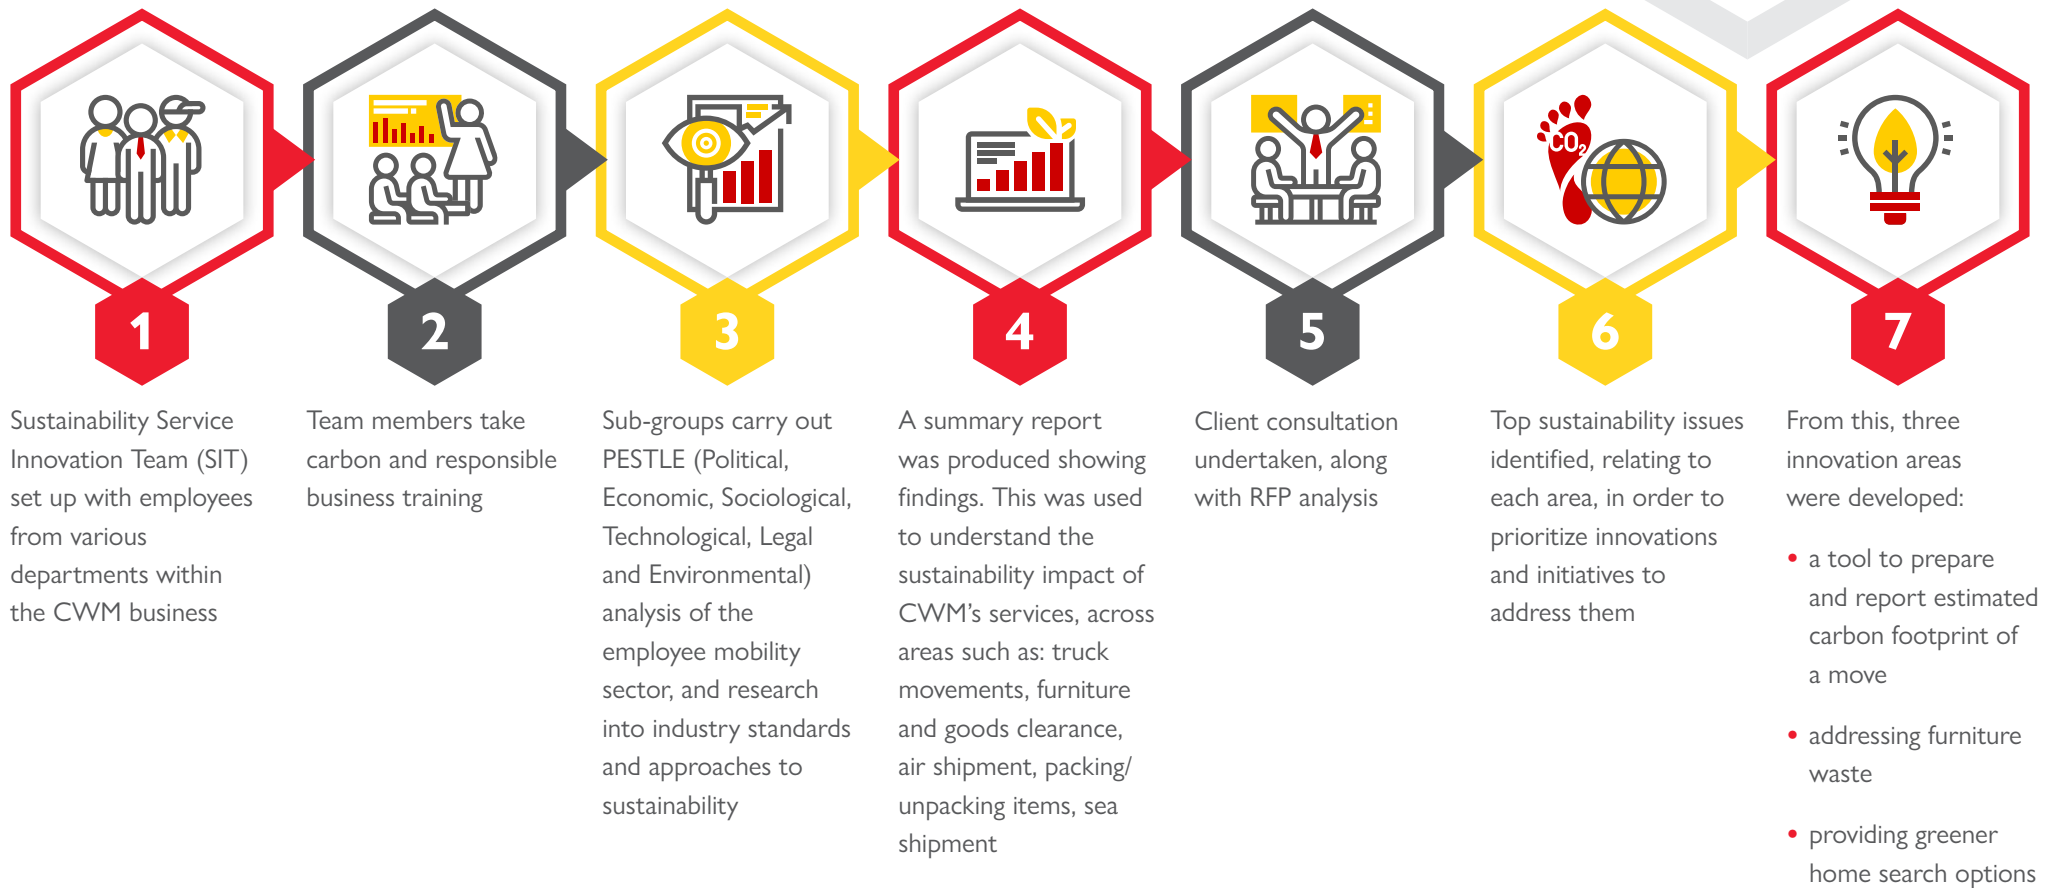 CO₂
1
Sustainability Service
Innovation Team (SIT)
set up with employees
from various
departments within
the CWM business
2
Team members take
carbon and responsible
business training
3
Sub-groups carry out
PESTLE (Political,
Economic, Sociological,
Technological, Legal
and Environmental)
analysis of the
employee mobility
sector, and research
into industry standards
and approaches to
sustainability
4
A summary report
was produced showing
findings. This was used
to understand the
sustainability impact of
CWM’s services, across
areas such as: truck
movements, furniture
and goods clearance,
air shipment, packing/
unpacking items, sea
shipment
5
Client consultation
undertaken, along
with RFP analysis
6
Top sustainability issues
identified, relating to
each area, in order to
prioritize innovations
and initiatives to
address them
7
From this, three
innovation areas
were developed:
• a tool to prepare
and report estimated
carbon footprint of
a move
• addressing furniture
waste
• providing greener
home search options